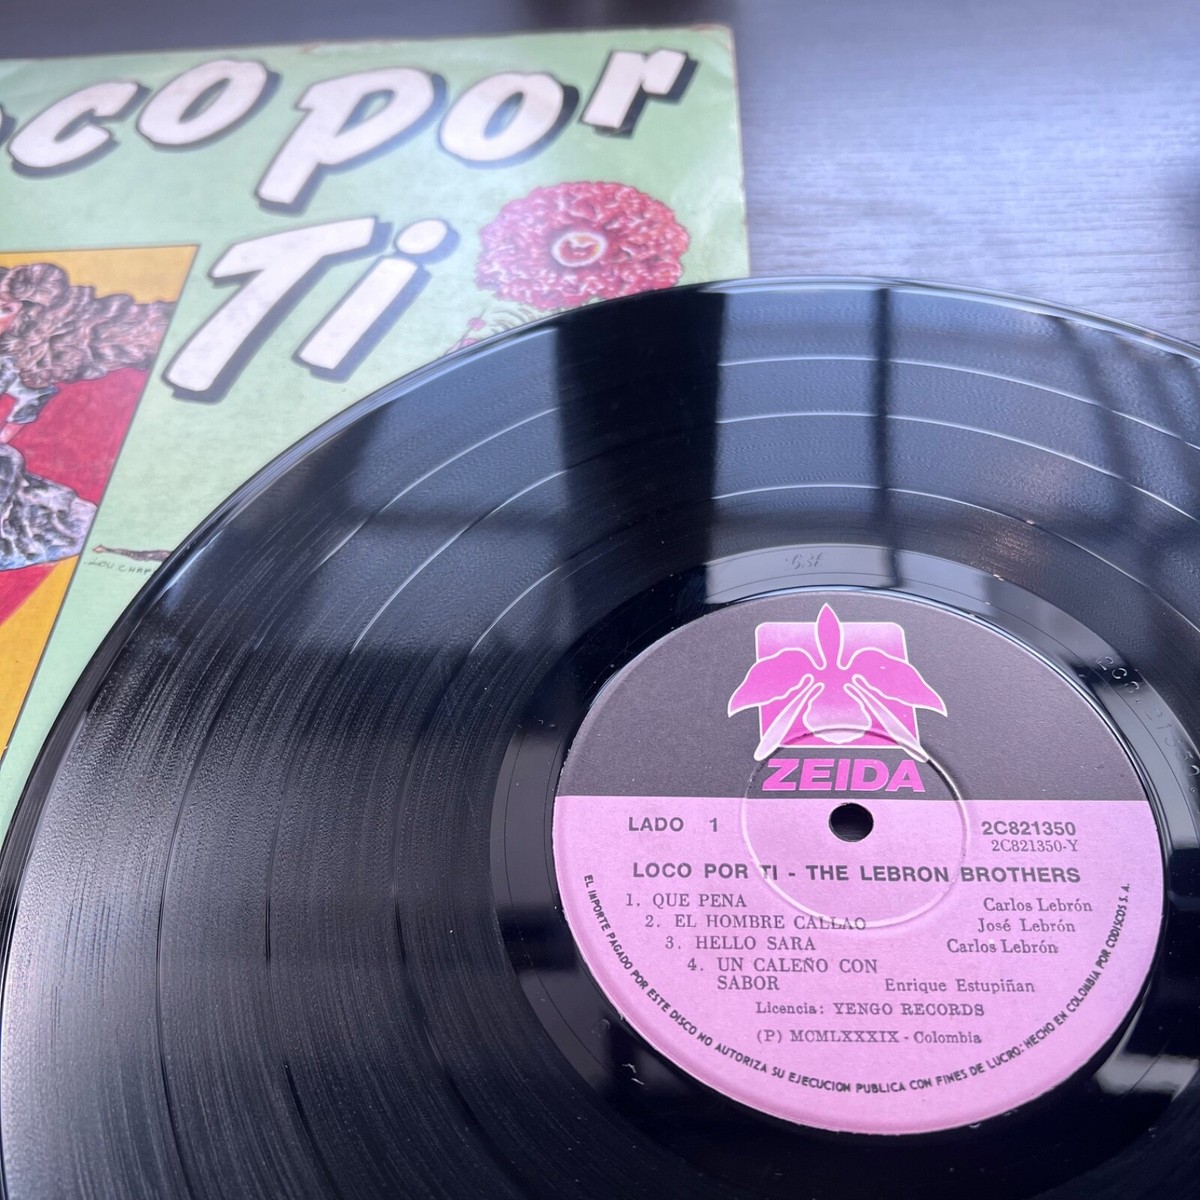 oco por
Ti
ZEIDA
LADO 1
2C821350
2C821350-Y
LOCO POR TI - THE LEBRON BROTHERS
1. QUE PENA Carlos Lebrón
2. EL HOMBRE CALLAO José Lebrón
3. HELLO SARA Carlos Lebrón
4. UN CALEÑO CON
SABOR Enrique Estupiñan
Licencia: YENGO RECORDS
(P) MCMLXXXIX - Colombia
EL IMPORTE PAGADO POR ESTE DISCO NO AUTORIZA SU EJECUCION PUBLICA CON FINES DE LUCRO: HECHO EN COLOMBIA POR CODISCOS S. A.